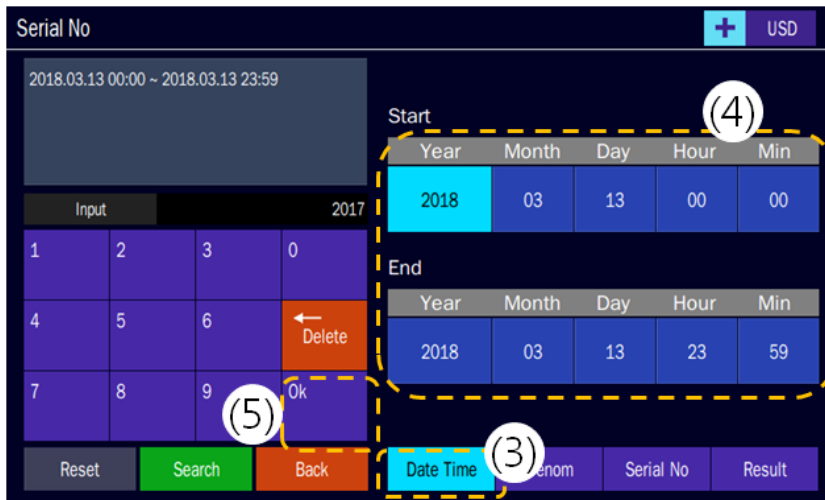 Serial No
+ USD
2018.03.13 00:00 ~ 2018.03.13 23:59
Start
(4)
Year Month Day Hour Min
2018 03 13 00 00
Input 2017
1 2 3 0
End
Year Month Day Hour Min
4 5 6 Delete
2018 03 13 23 59
7 8 9 Ok
(5)
(3)
Reset Search Back Date Time enom Serial No Result